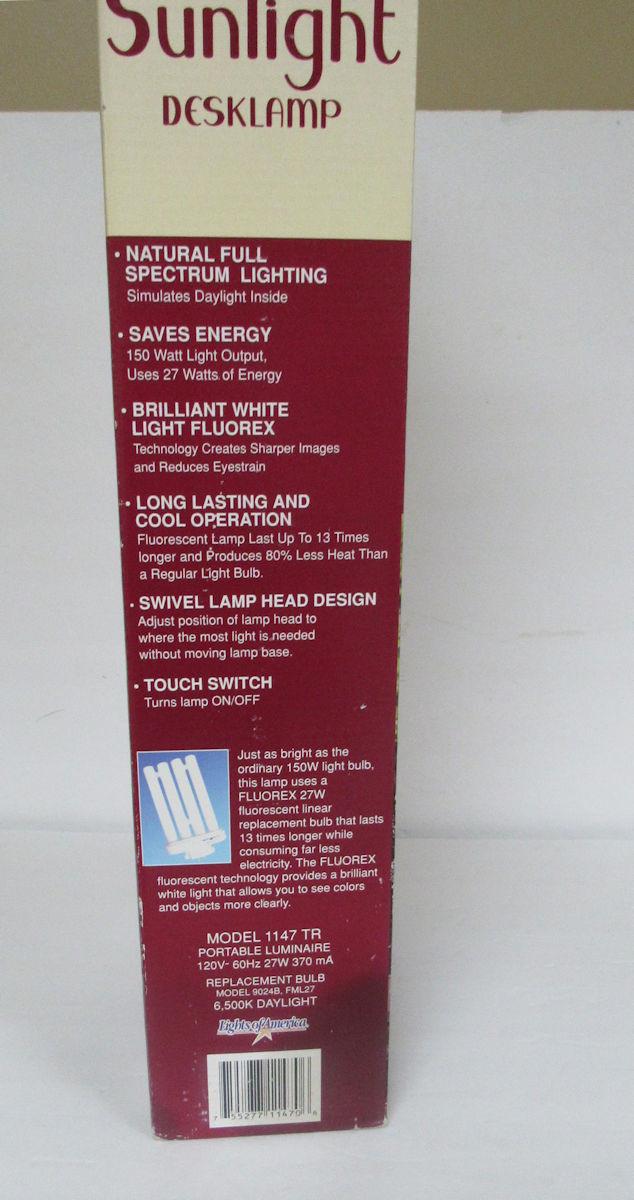 Sunlight
DESKLAMP
• NATURAL FULL
SPECTRUM LIGHTING
Simulates Daylight Inside
• SAVES ENERGY
150 Watt Light Output,
Uses 27 Watts of Energy
• BRILLIANT WHITE
LIGHT FLUOREX
Technology Creates Sharper Images
and Reduces Eyestrain
• LONG LASTING AND
COOL OPERATION
Fluorescent Lamp Last Up To 13 Times
longer and Produces 80% Less Heat Than
a Regular Light Bulb.
• SWIVEL LAMP HEAD DESIGN
Adjust position of lamp head to
where the most light is needed
without moving lamp base.
• TOUCH SWITCH
Turns lamp ON/OFF
Just as bright as the
ordinary 150W light bulb,
this lamp uses a
FLUOREX 27W
fluorescent linear
replacement bulb that lasts
13 times longer while
consuming far less
electricity. The FLUOREX
fluorescent technology provides a brilliant
white light that allows you to see colors
and objects more clearly.
MODEL 1147 TR
PORTABLE LUMINAIRE
120V~ 60Hz 27W 370 mA
REPLACEMENT BULB
MODEL 9024B, FML27
6,500K DAYLIGHT
Lights of America
7 55277 11470 6